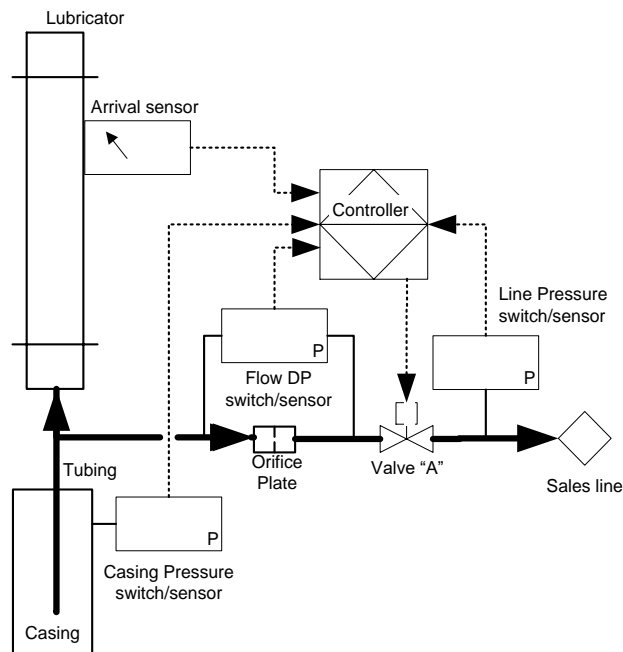 Lubricator
Arrival sensor
Controller
Line Pressure
switch/sensor
P
P
Flow DP
switch/sensor
Orifice
Plate
Valve “A”
Sales line
Tubing
P
Casing Pressure
switch/sensor
Casing